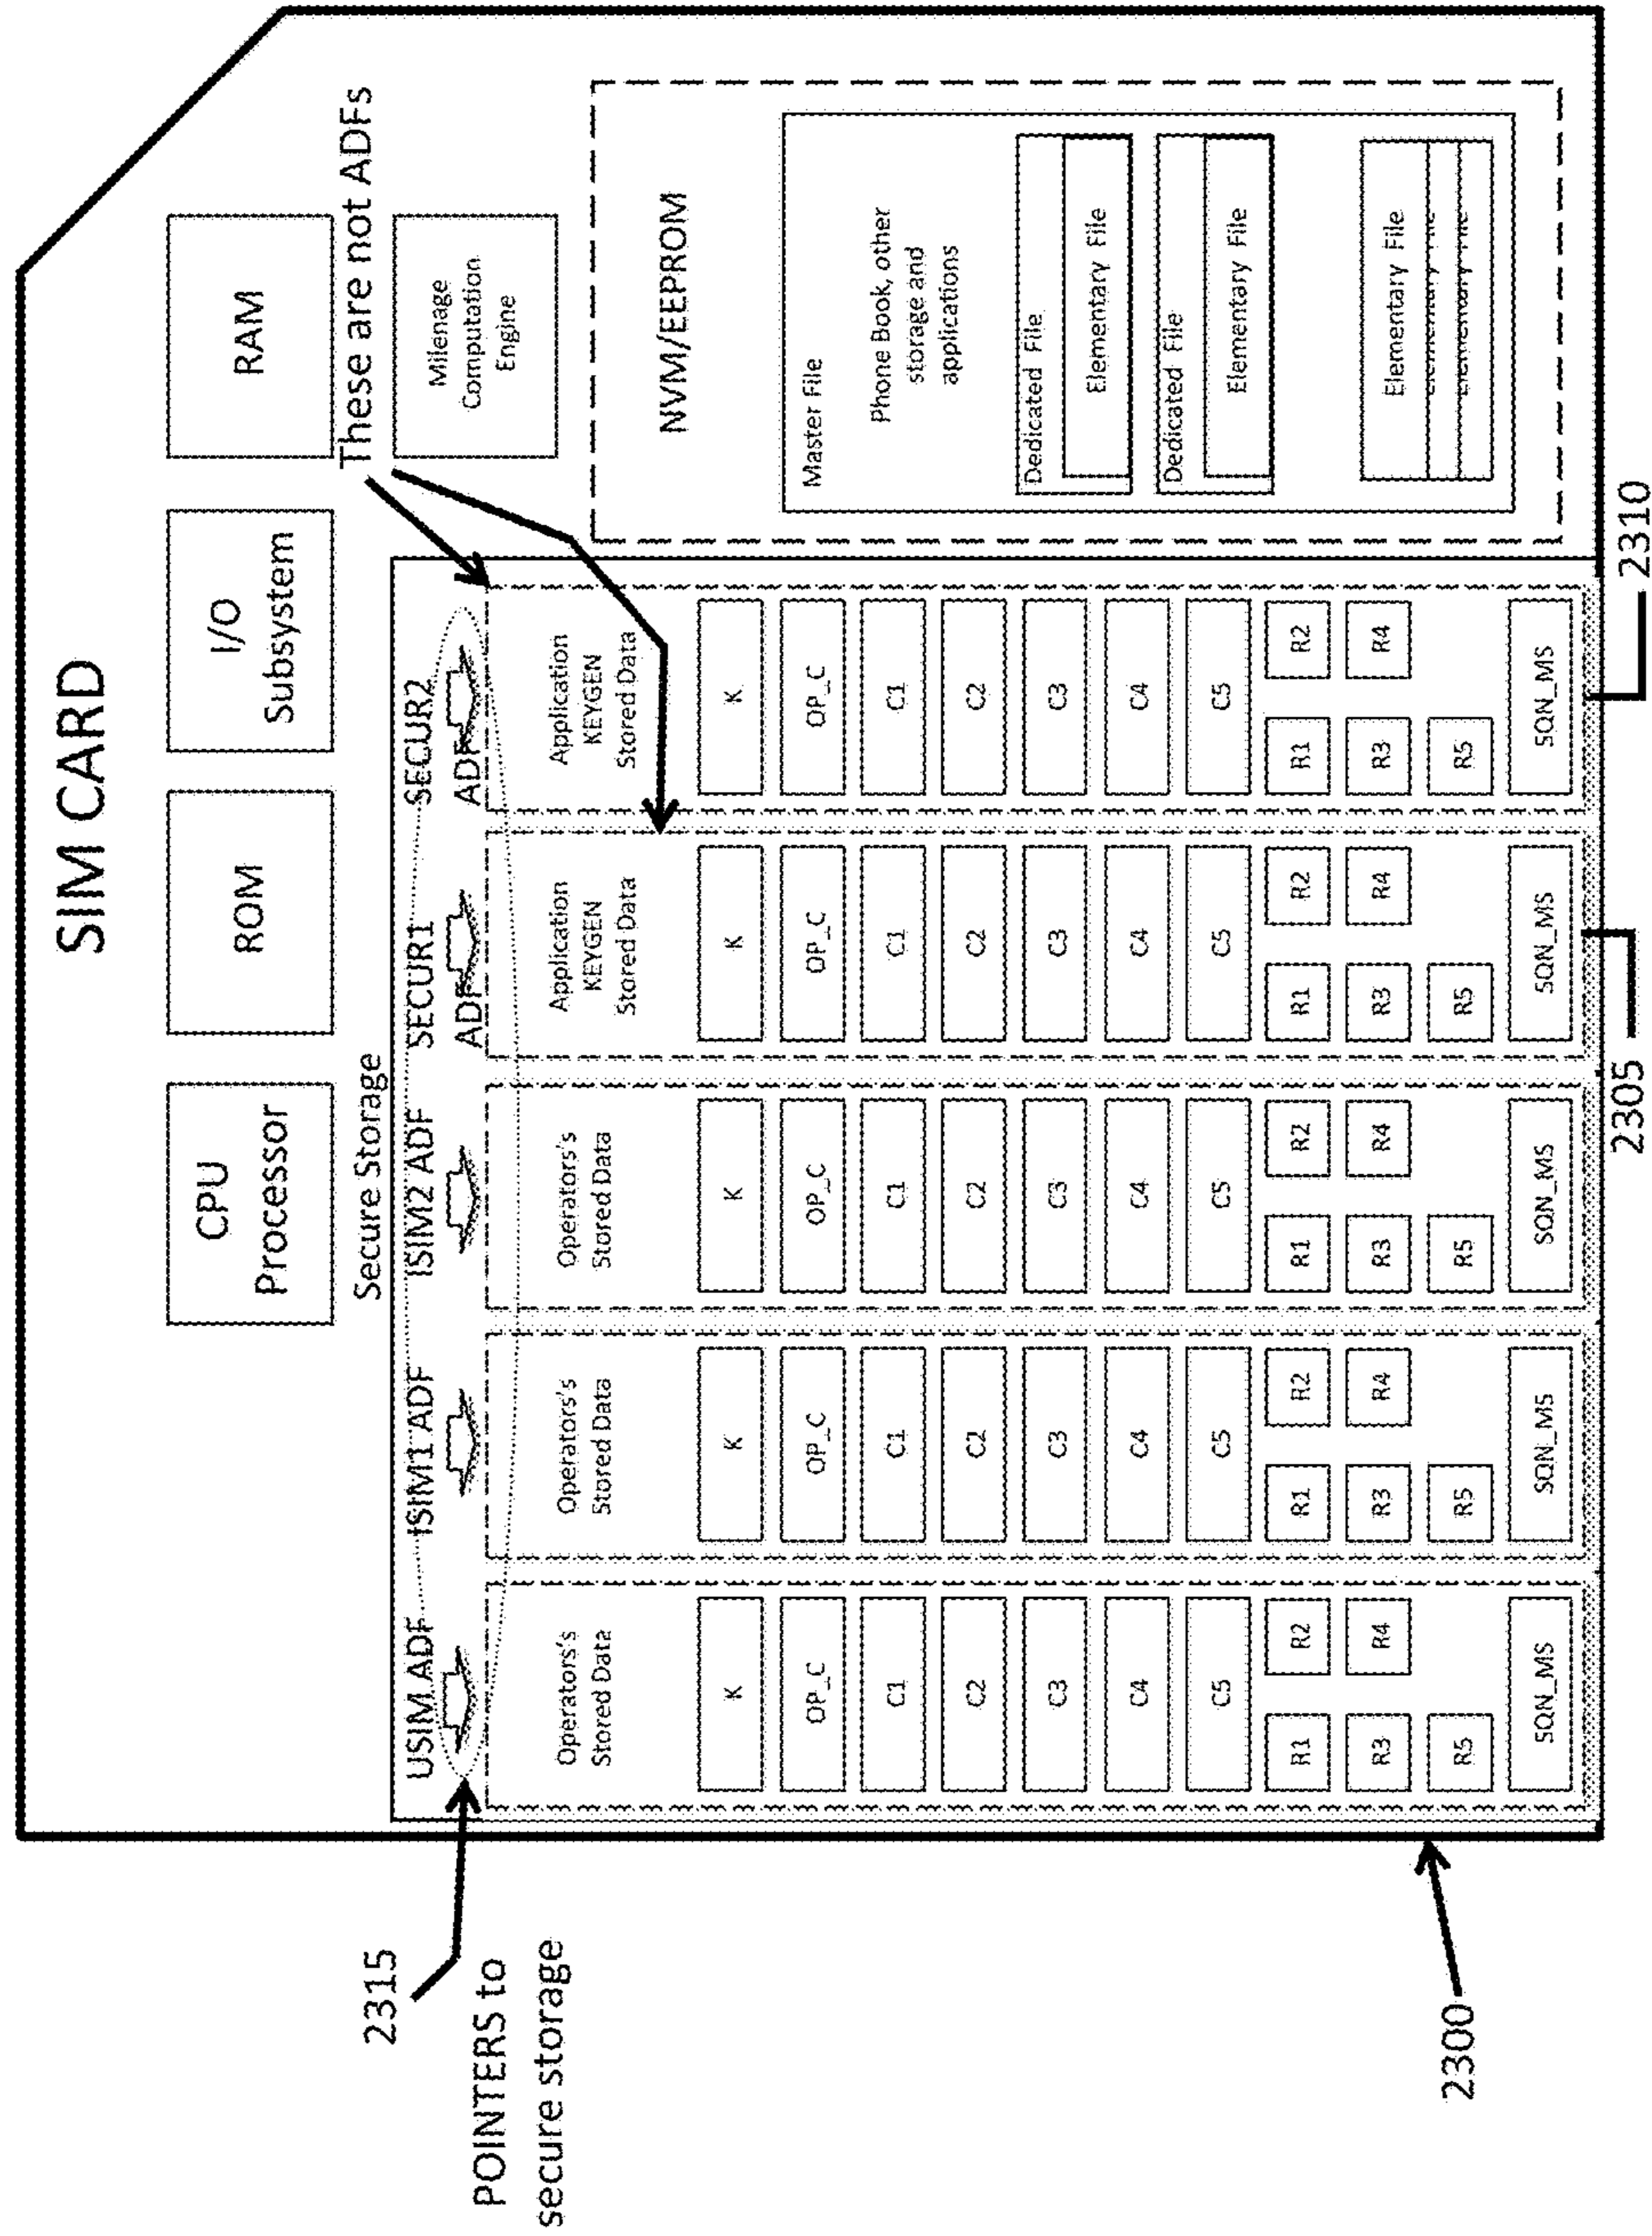 SIM CARD
CPU
Processor
ROM
I/O
Subsystem
RAM
Secure Storage
These are not ADFs
2315
POINTERS to
secure storage
USIM ADF
ISIM1 ADF
ISIM2 ADF
SECUR1
ADF
SECUR2
ADF
Operators's
Stored Data
K
OP_C
C1
C2
C3
C4
C5
R1
R2
R3
R4
R5
SQN_MS
Operators's
Stored Data
K
OP_C
C1
C2
C3
C4
C5
R1
R2
R3
R4
R5
SQN_MS
Operators's
Stored Data
K
OP_C
C1
C2
C3
C4
C5
R1
R2
R3
R4
R5
SQN_MS
Application
KEYGEN
Stored Data
K
OP_C
C1
C2
C3
C4
C5
R1
R2
R3
R4
R5
SQN_MS
Application
KEYGEN
Stored Data
K
OP_C
C1
C2
C3
C4
C5
R1
R2
R3
R4
R5
SQN_MS
Milenage
Computation
Engine
NVM/EEPROM
Master File
Phone Book, other
storage and
applications
Dedicated File
Elementary File
Dedicated File
Elementary File
Elementary File
Elementary File
Elementary File
2300
2305
2310